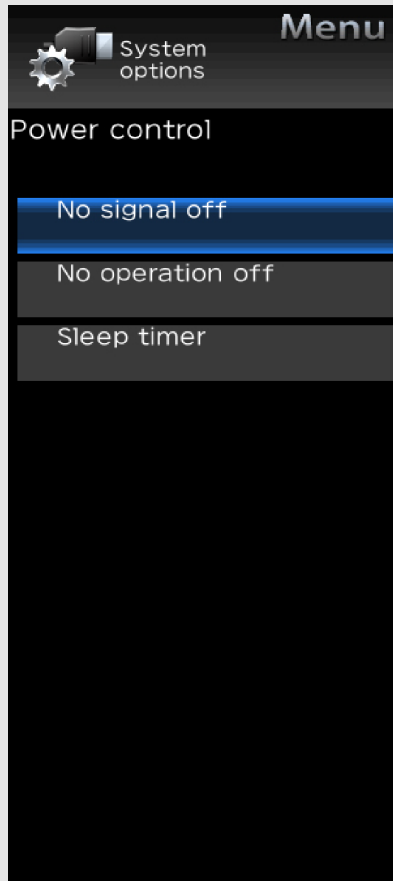 Menu
System
options
Power control
No signal off
No operation off
Sleep timer